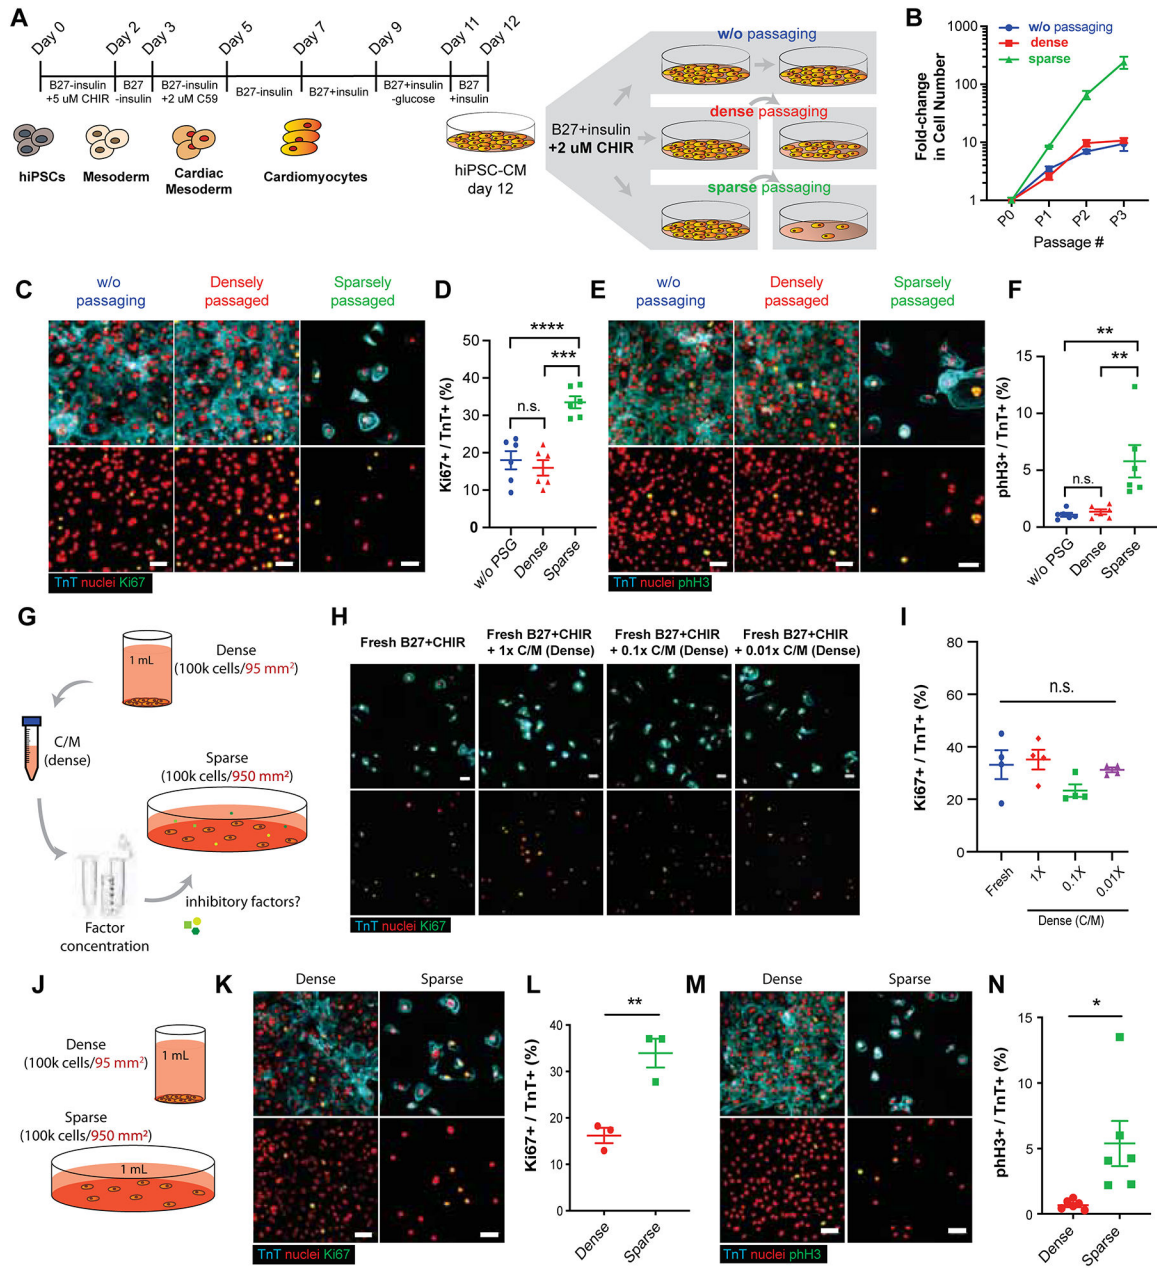 A
Day 0
Day 2
Day 3
Day 5
Day 7
Day 9
Day 11
Day 12
B27-insulin
+5 uM CHIR
B27
-insulin
B27-insulin
+2 uM C59
B27-insulin
B27+insulin
B27+insulin
-glucose
B27
+insulin
hiPSCs
Mesoderm
Cardiac
Mesoderm
Cardiomyocytes
hiPSC-CM
day 12
B27+insulin
+2 uM CHIR
w/o passaging
dense passaging
sparse passaging
B
1000
100
10
1
Fold-change
in Cell Number
w/o passaging
dense
sparse
P0
P1
P2
P3
Passage #
C
w/o
passaging
Densely
passaged
Sparsely
passaged
TnT nuclei Ki67
D
Ki67+ / TnT+ (%)
50
40
30
20
10
0
****
***
n.s.
w/o PSG
Dense
Sparse
E
w/o
passaging
Densely
passaged
Sparsely
passaged
TnT nuclei phH3
F
phH3+ / TnT+ (%)
15
10
5
0
**
**
n.s.
w/o PSG
Dense
Sparse
G
1 mL
Dense
(100k cells/95 mm²)
C/M
(dense)
Sparse
(100k cells/950 mm²)
Factor
concentration
inhibitory factors?
H
Fresh B27+CHIR
Fresh B27+CHIR
+ 1x C/M (Dense)
Fresh B27+CHIR
+ 0.1x C/M (Dense)
Fresh B27+CHIR
+ 0.01x C/M (Dense)
TnT nuclei Ki67
I
Ki67+ / TnT+ (%)
80
60
40
20
0
n.s.
Fresh
1X
0.1X
0.01X
Dense (C/M)
J
Dense
(100k cells/95 mm²)
1 mL
Sparse
(100k cells/950 mm²)
1 mL
K
Dense
Sparse
TnT nuclei Ki67
L
Ki67+ / TnT+ (%)
40
30
20
10
0
**
Dense
Sparse
M
Dense
Sparse
TnT nuclei phH3
N
phH3+ / TnT+ (%)
15
10
5
0
*
Dense
Sparse